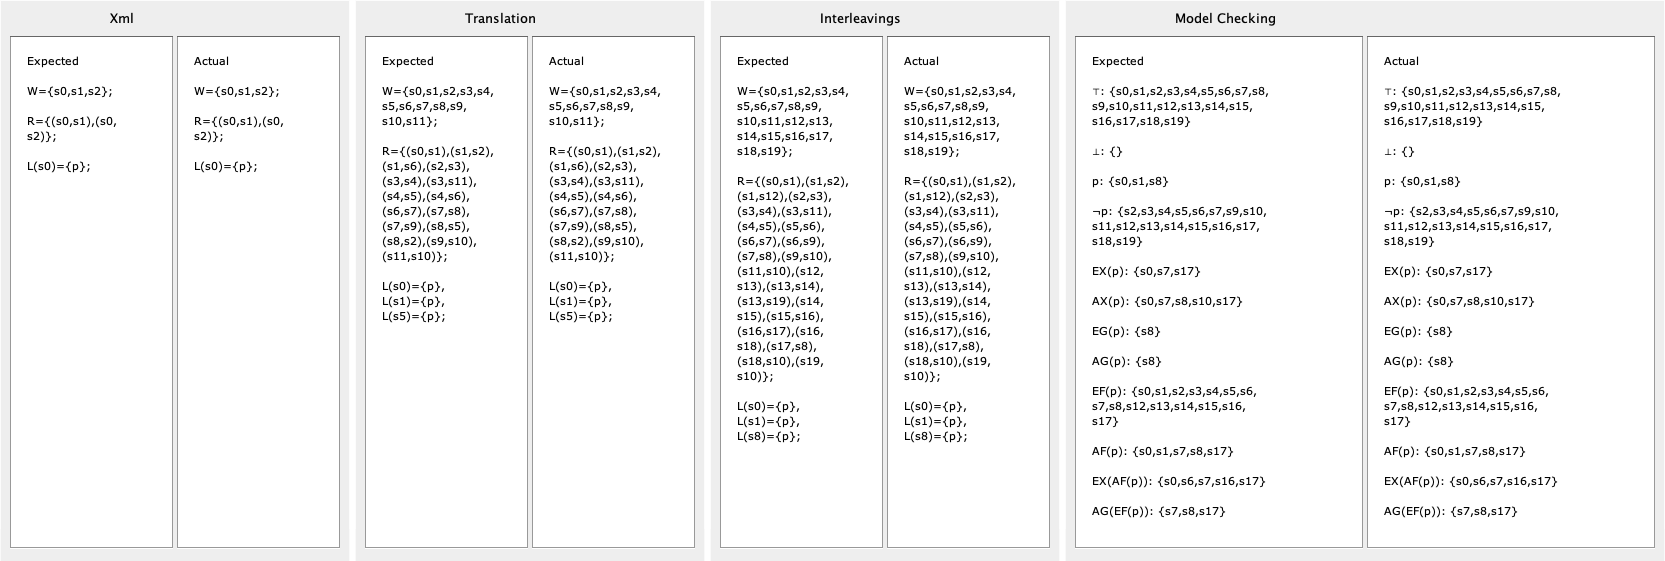 Xml
Expected
W={s0,s1,s2};
R={(s0,s1),(s0,
s2)};
L(s0)={p};
Actual
W={s0,s1,s2};
R={(s0,s1),(s0,
s2)};
L(s0)={p};
Translation
Expected
W={s0,s1,s2,s3,s4,
s5,s6,s7,s8,s9,
s10,s11};
R={(s0,s1),(s1,s2),
(s1,s6),(s2,s3),
(s3,s4),(s3,s11),
(s4,s5),(s4,s6),
(s6,s7),(s7,s8),
(s7,s9),(s8,s5),
(s8,s2),(s9,s10),
(s11,s10)};
L(s0)={p},
L(s1)={p},
L(s5)={p};
Actual
W={s0,s1,s2,s3,s4,
s5,s6,s7,s8,s9,
s10,s11};
R={(s0,s1),(s1,s2),
(s1,s6),(s2,s3),
(s3,s4),(s3,s11),
(s4,s5),(s4,s6),
(s6,s7),(s7,s8),
(s7,s9),(s8,s5),
(s8,s2),(s9,s10),
(s11,s10)};
L(s0)={p},
L(s1)={p},
L(s5)={p};
Interleavings
Expected
W={s0,s1,s2,s3,s4,
s5,s6,s7,s8,s9,
s10,s11,s12,s13,
s14,s15,s16,s17,
s18,s19};
R={(s0,s1),(s1,s2),
(s1,s12),(s2,s3),
(s3,s4),(s3,s11),
(s4,s5),(s5,s6),
(s6,s7),(s6,s9),
(s7,s8),(s9,s10),
(s11,s10),(s12,
s13),(s13,s14),
(s13,s19),(s14,
s15),(s15,s16),
(s16,s17),(s16,
s18),(s17,s8),
(s18,s10),(s19,
s10)};
L(s0)={p},
L(s1)={p},
L(s8)={p};
Actual
W={s0,s1,s2,s3,s4,
s5,s6,s7,s8,s9,
s10,s11,s12,s13,
s14,s15,s16,s17,
s18,s19};
R={(s0,s1),(s1,s2),
(s1,s12),(s2,s3),
(s3,s4),(s3,s11),
(s4,s5),(s5,s6),
(s6,s7),(s6,s9),
(s7,s8),(s9,s10),
(s11,s10),(s12,
s13),(s13,s14),
(s13,s19),(s14,
s15),(s15,s16),
(s16,s17),(s16,
s18),(s17,s8),
(s18,s10),(s19,
s10)};
L(s0)={p},
L(s1)={p},
L(s8)={p};
Model Checking
Expected
⊤: {s0,s1,s2,s3,s4,s5,s6,s7,s8,
s9,s10,s11,s12,s13,s14,s15,
s16,s17,s18,s19}
⊥: {}
p: {s0,s1,s8}
¬p: {s2,s3,s4,s5,s6,s7,s9,s10,
s11,s12,s13,s14,s15,s16,s17,
s18,s19}
EX(p): {s0,s7,s17}
AX(p): {s0,s7,s8,s10,s17}
EG(p): {s8}
AG(p): {s8}
EF(p): {s0,s1,s2,s3,s4,s5,s6,
s7,s8,s12,s13,s14,s15,s16,
s17}
AF(p): {s0,s1,s7,s8,s17}
EX(AF(p)): {s0,s6,s7,s16,s17}
AG(EF(p)): {s7,s8,s17}
Actual
⊤: {s0,s1,s2,s3,s4,s5,s6,s7,s8,
s9,s10,s11,s12,s13,s14,s15,
s16,s17,s18,s19}
⊥: {}
p: {s0,s1,s8}
¬p: {s2,s3,s4,s5,s6,s7,s9,s10,
s11,s12,s13,s14,s15,s16,s17,
s18,s19}
EX(p): {s0,s7,s17}
AX(p): {s0,s7,s8,s10,s17}
EG(p): {s8}
AG(p): {s8}
EF(p): {s0,s1,s2,s3,s4,s5,s6,
s7,s8,s12,s13,s14,s15,s16,
s17}
AF(p): {s0,s1,s7,s8,s17}
EX(AF(p)): {s0,s6,s7,s16,s17}
AG(EF(p)): {s7,s8,s17}